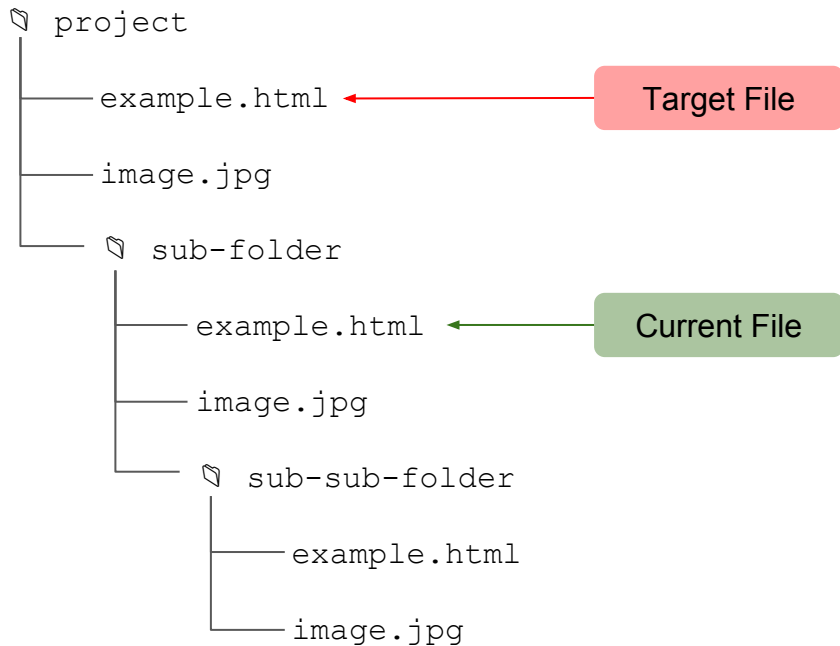 project
example.html
Target File
image.jpg
sub-folder
example.html
Current File
image.jpg
sub-sub-folder
example.html
image.jpg